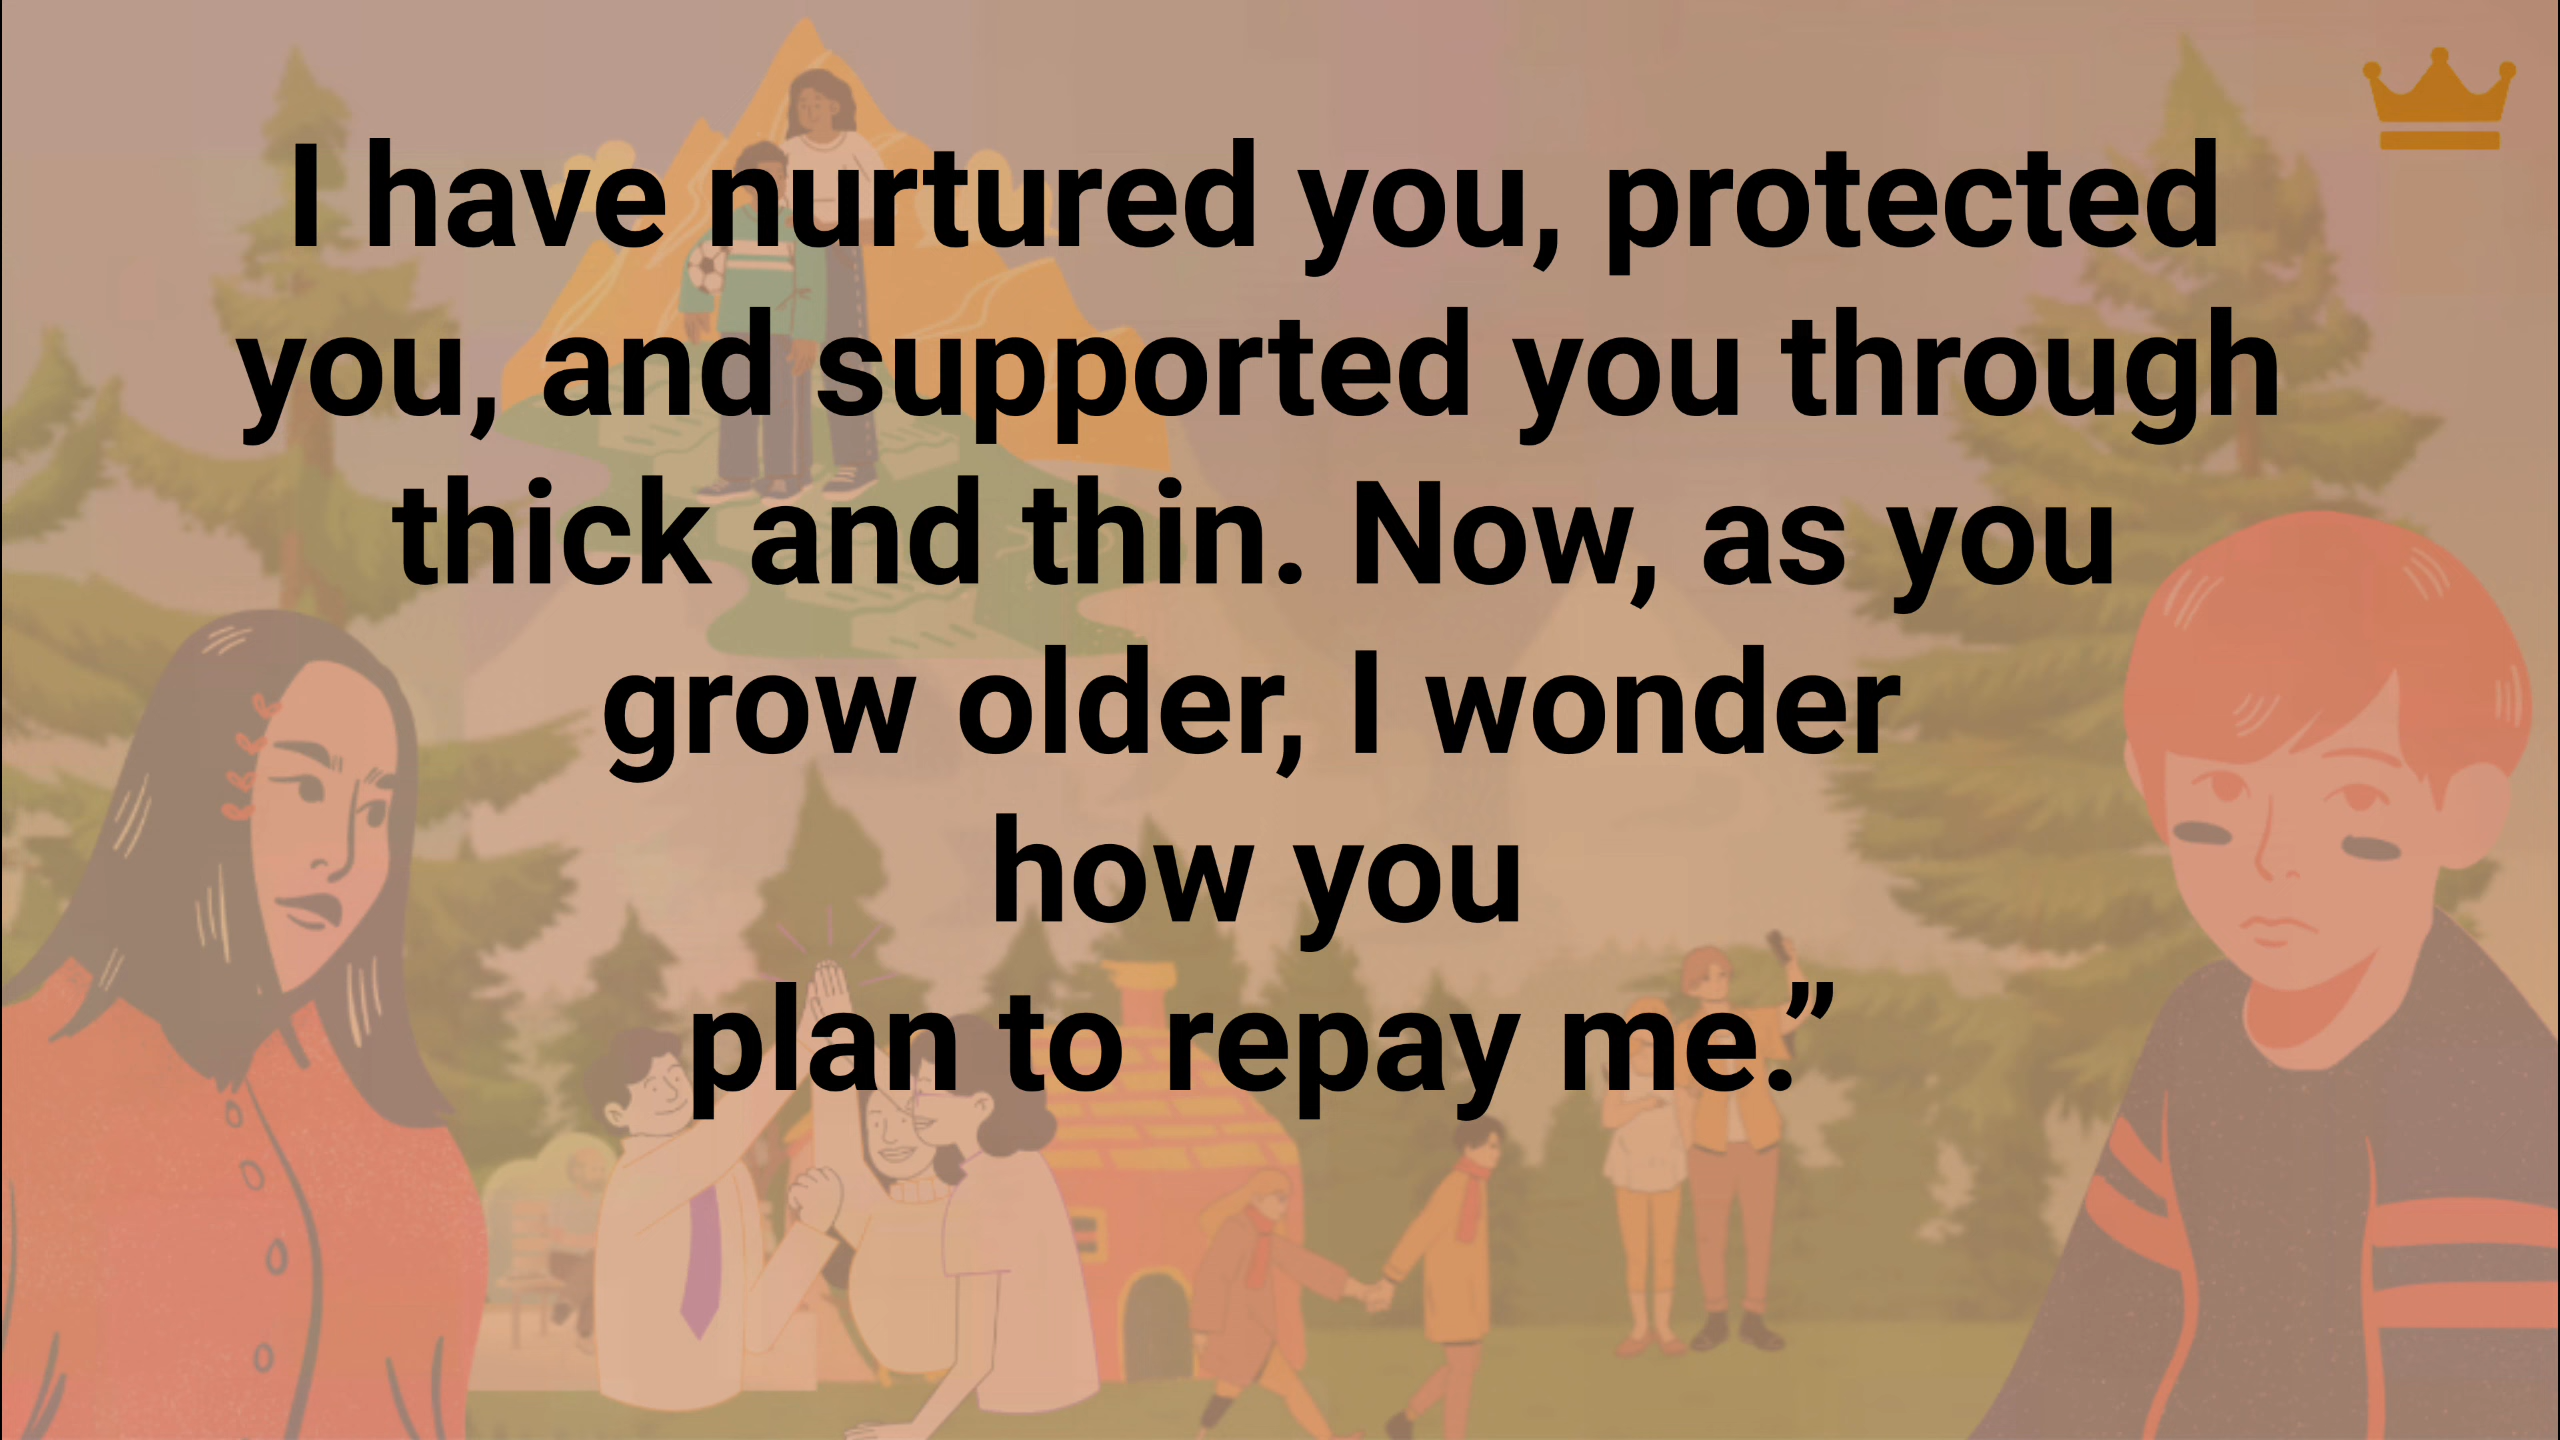 I have nurtured you, protected
you, and supported you through
thick and thin. Now, as you
grow older, I wonder
how you
plan to repay me.”